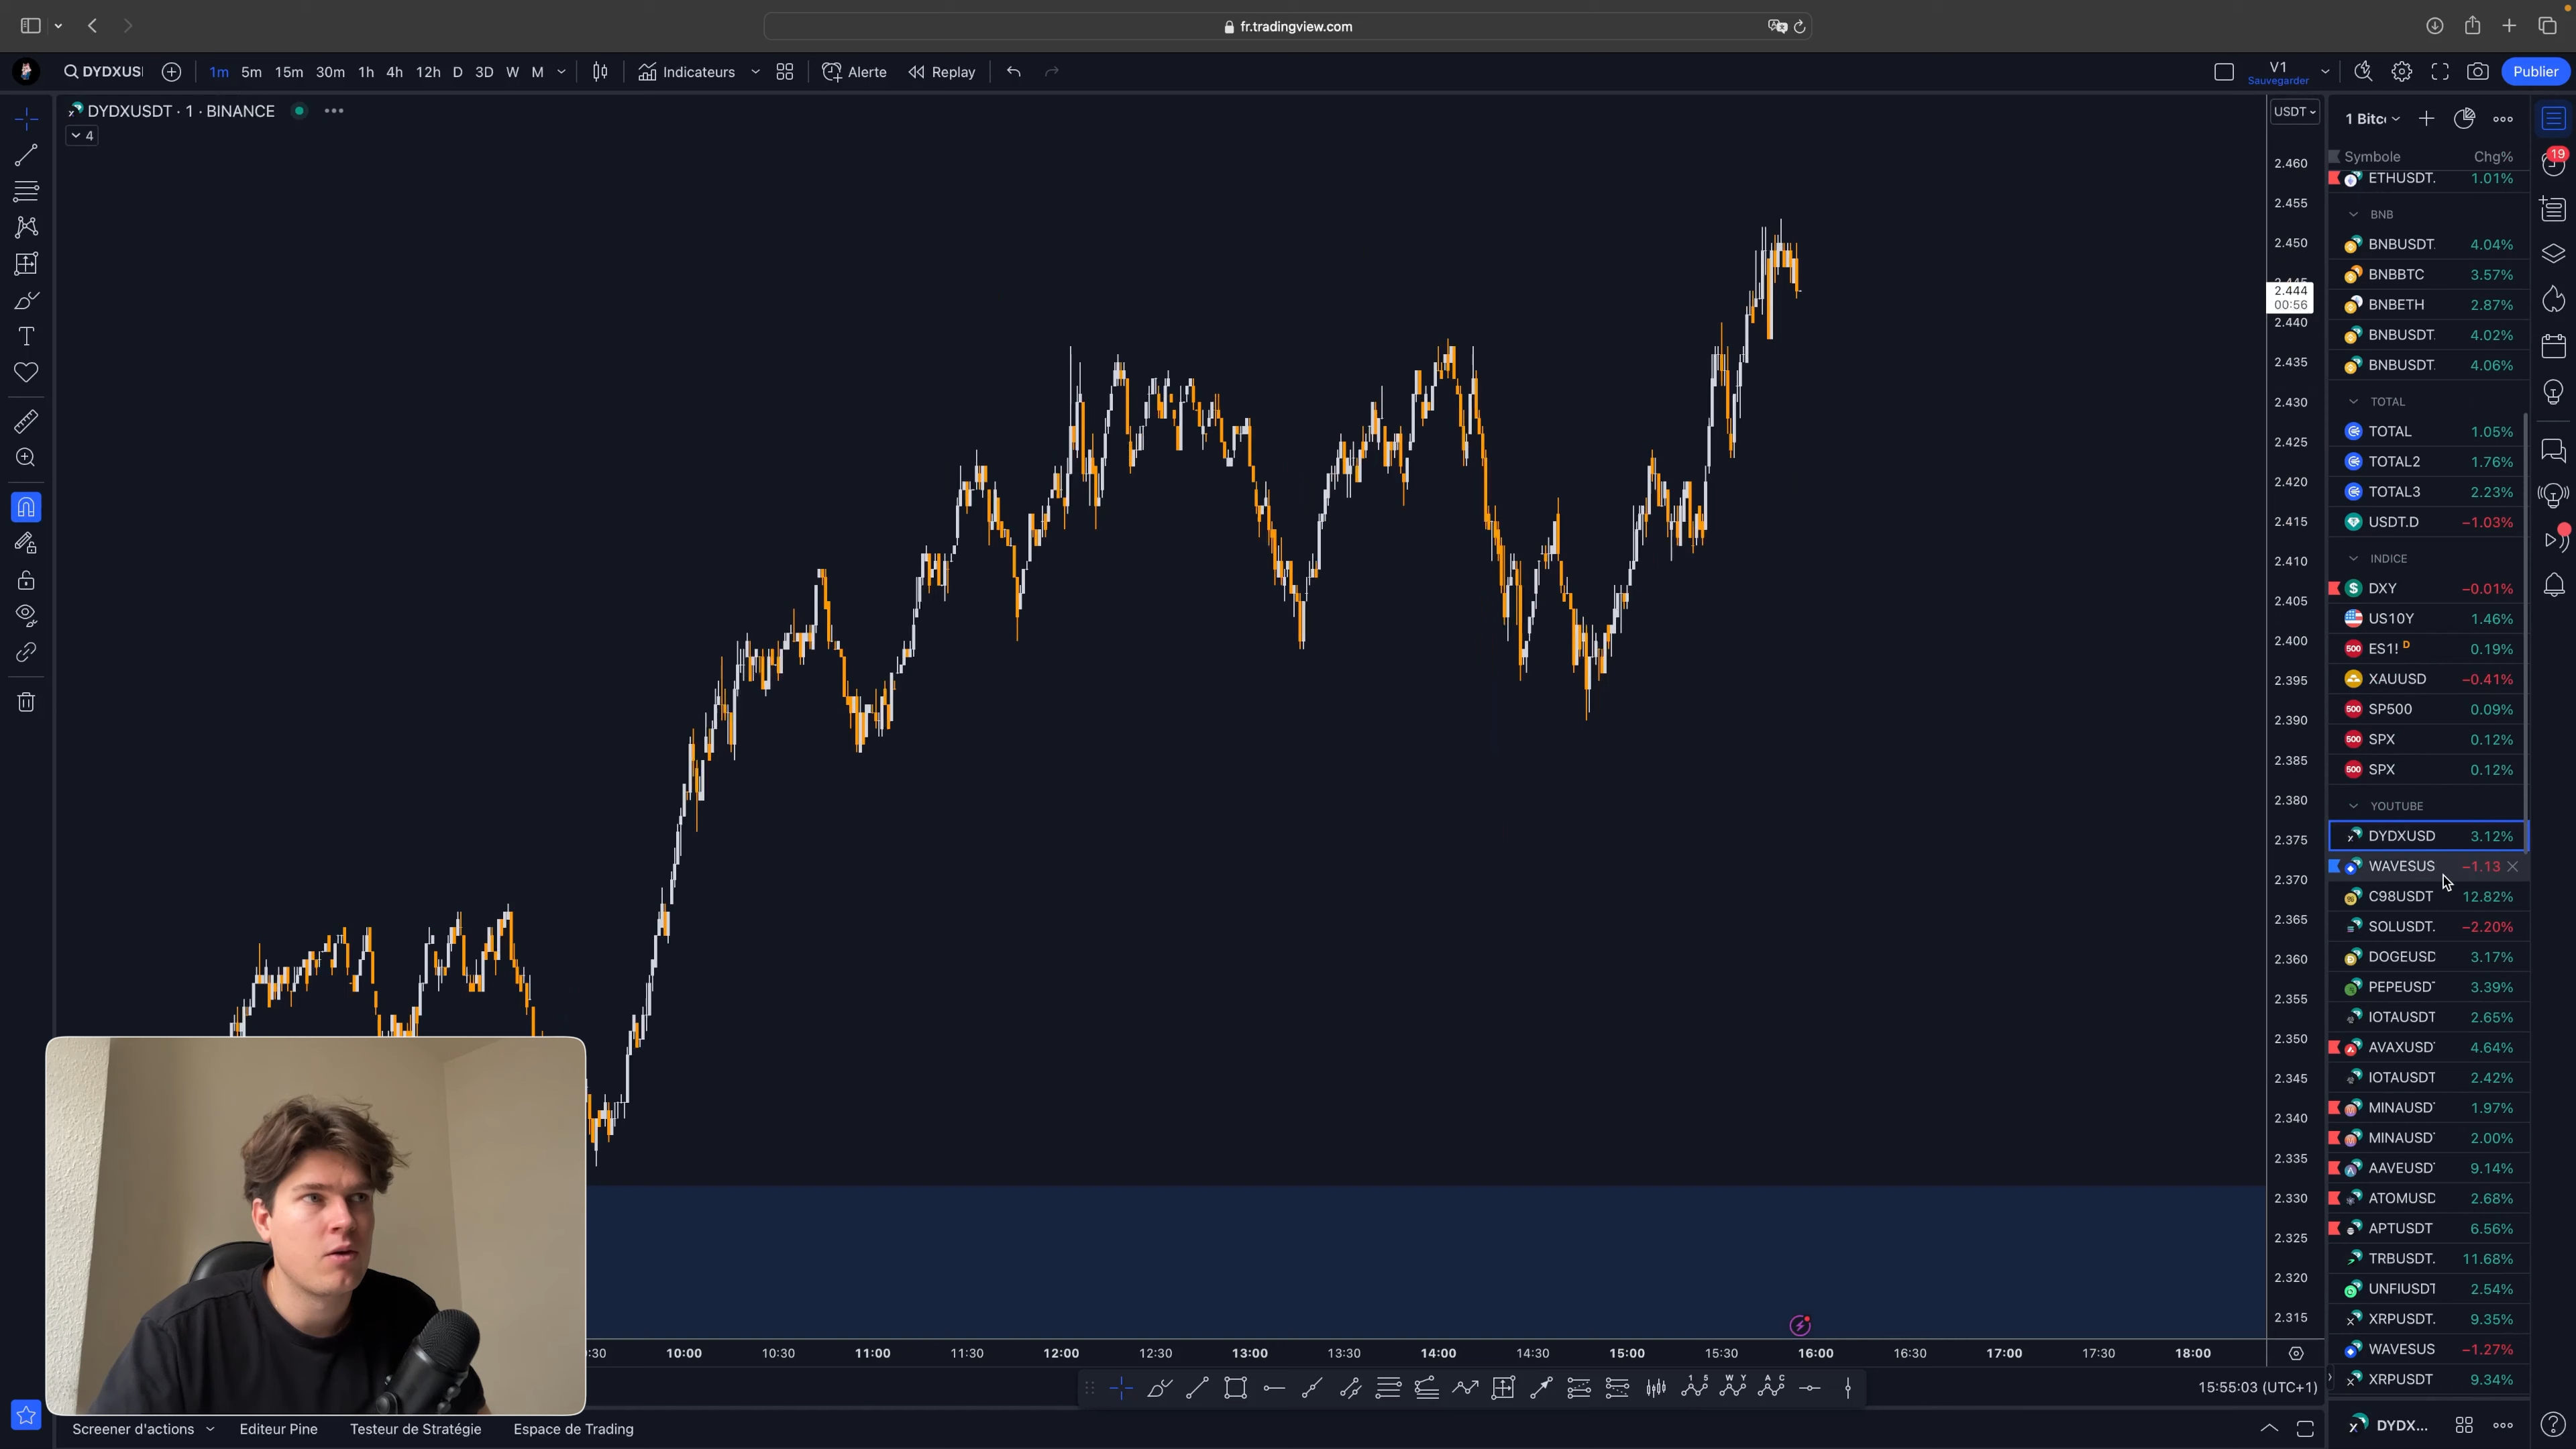 fr.tradingview.com
DYDXUS
1m 5m 15m 30m 1h 4h 12h D 3D W M
Indicateurs
Alerte
Replay
V1
Sauvegarder
Publier
DYDXUSDT · 1 · BINANCE
4
USDT
2.460
2.455
2.450
2.444
00:56
2.440
2.435
2.430
2.425
2.420
2.415
2.410
2.405
2.400
2.395
2.390
2.385
2.380
2.375
2.370
2.365
2.360
2.355
2.350
2.345
2.340
2.335
2.330
2.325
2.320
2.315
1 Bitc
19
Symbole Chg%
ETHUSDT. 1.01%
BNB
BNBUSDT. 4.04%
BNBBTC 3.57%
BNBETH 2.87%
BNBUSDT. 4.02%
BNBUSDT. 4.06%
TOTAL
TOTAL 1.05%
TOTAL2 1.76%
TOTAL3 2.23%
USDT.D −1.03%
INDICE
DXY −0.01%
US10Y 1.46%
ES1! D 0.19%
XAUUSD −0.41%
SP500 0.09%
SPX 0.12%
SPX 0.12%
YOUTUBE
DYDXUSD 3.12%
WAVESUS −1.13
C98USDT 12.82%
SOLUSDT. −2.20%
DOGEUSD 3.17%
PEPEUSD 3.39%
IOTAUSDT 2.65%
AVAXUSD 4.64%
IOTAUSDT 2.42%
MINAUSD 1.97%
MINAUSD 2.00%
AAVEUSD 9.14%
ATOMUSD 2.68%
APTUSDT 6.56%
TRBUSDT. 11.68%
UNFIUSDT 2.54%
XRPUSDT. 9.35%
WAVESUS −1.27%
XRPUSDT 9.34%
:30 10:00 10:30 11:00 11:30 12:00 12:30 13:00 13:30 14:00 14:30 15:00 15:30 16:00 16:30 17:00 17:30 18:00
15:55:03 (UTC+1)
Screener d'actions
Editeur Pine
Testeur de Stratégie
Espace de Trading
DYDX...